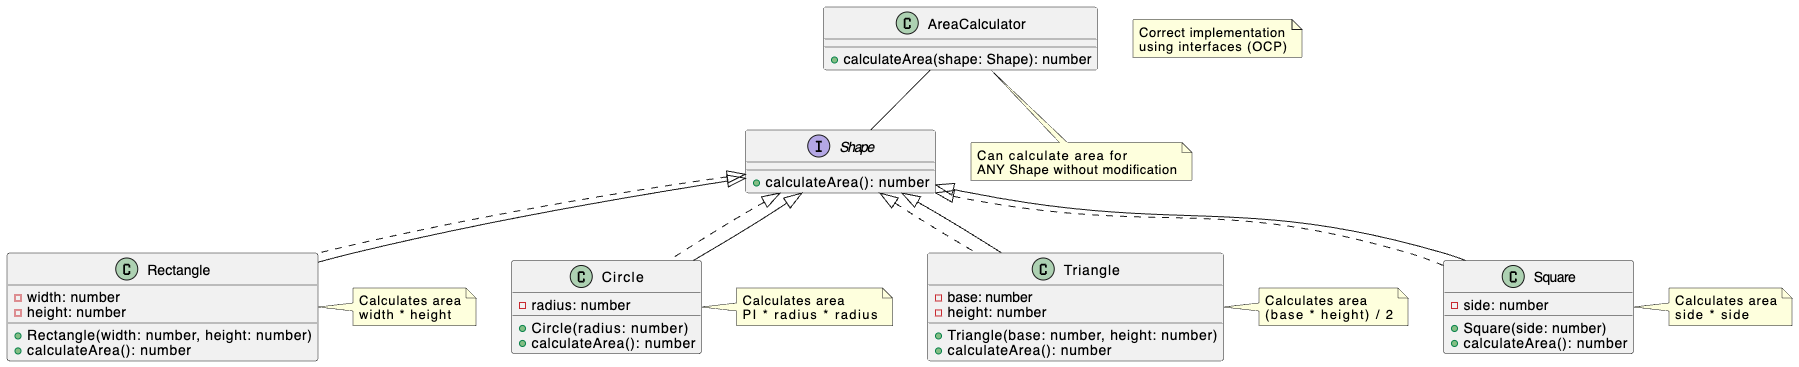 C AreaCalculator
calculateArea(shape: Shape): number
Correct implementation
using interfaces (OCP)
I Shape
calculateArea(): number
Can calculate area for
ANY Shape without modification
C Rectangle
width: number
height: number
Rectangle(width: number, height: number)
calculateArea(): number
Calculates area
width * height
C Circle
radius: number
Circle(radius: number)
calculateArea(): number
Calculates area
PI * radius * radius
C Triangle
base: number
height: number
Triangle(base: number, height: number)
calculateArea(): number
Calculates area
(base * height) / 2
C Square
side: number
Square(side: number)
calculateArea(): number
Calculates area
side * side